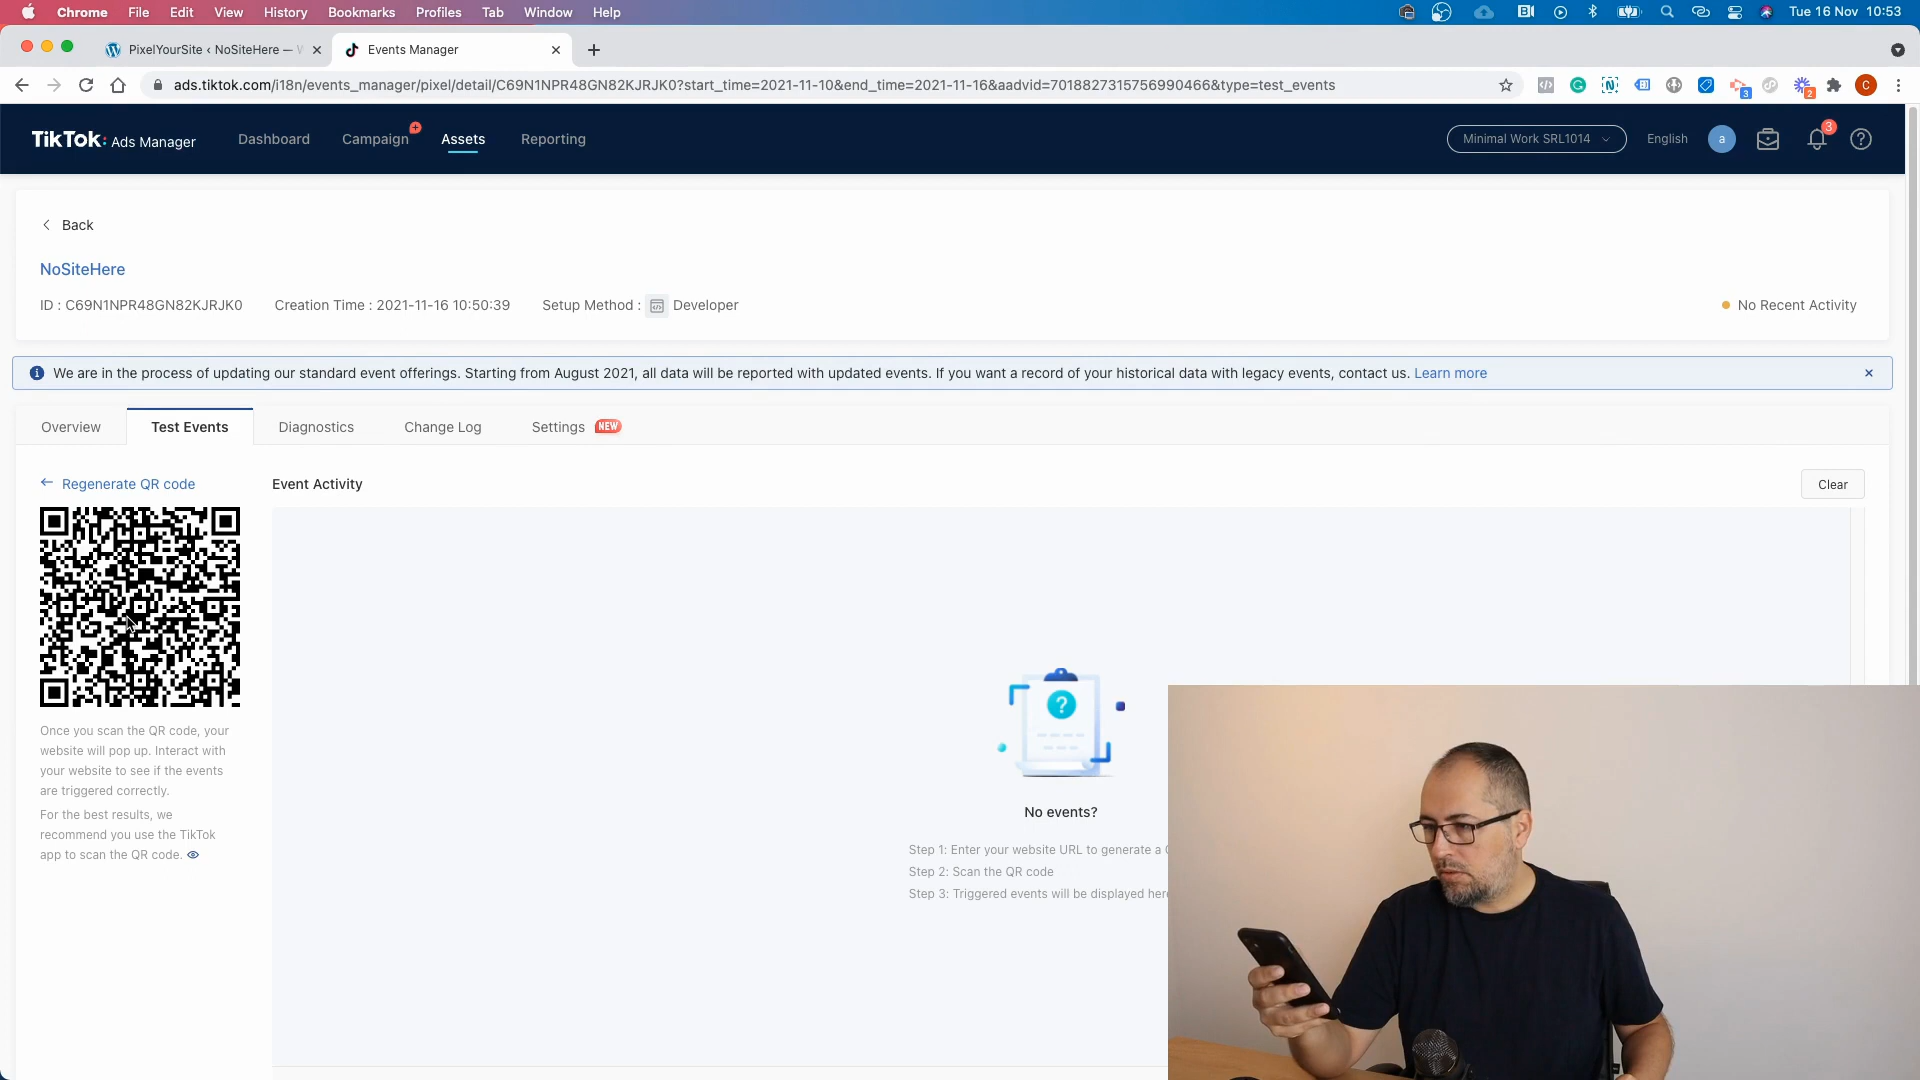 Chrome File Edit View History Bookmarks Profiles Tab Window Help Tue 16 Nov 10:53
PixelYourSite ‹ NoSiteHere — Events Manager
ads.tiktok.com/i18n/events_manager/pixel/detail/C69N1NPR48GN82KJRJK0?start_time=2021-11-10&end_time=2021-11-16&aadvid=7018827315756990466&type=test_events
TikTok: Ads Manager Dashboard Campaign Assets Reporting Minimal Work SRL1014 English a 3
Back
NoSiteHere
ID : C69N1NPR48GN82KJRJK0 Creation Time : 2021-11-16 10:50:39 Setup Method : Developer No Recent Activity
We are in the process of updating our standard event offerings. Starting from August 2021, all data will be reported with updated events. If you want a record of your historical data with legacy events, contact us. Learn more
Overview Test Events Diagnostics Change Log Settings NEW
Regenerate QR code Event Activity Clear
Once you scan the QR code, your
website will pop up. Interact with
your website to see if the events
are triggered correctly.
For the best results, we
recommend you use the TikTok
app to scan the QR code.
No events?
Step 1: Enter your website URL to generate a
Step 2: Scan the QR code
Step 3: Triggered events will be displayed here